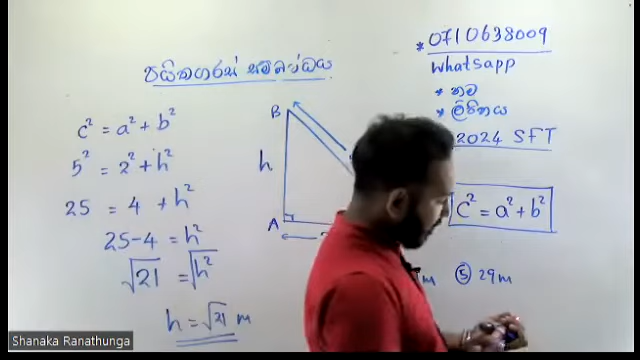 පයිතගරස් සම්බන්ධය
c² = a² + b²
5² = 2² + h²
25 = 4 + h²
25-4 = h²
√21 = √h²
h = √21 m
B
h
A
* 0710638009
Whatsapp
* නම
* ලිපිනය
2024 SFT
c² = a² + b²
m ⑤ 29m
Shanaka Ranathunga